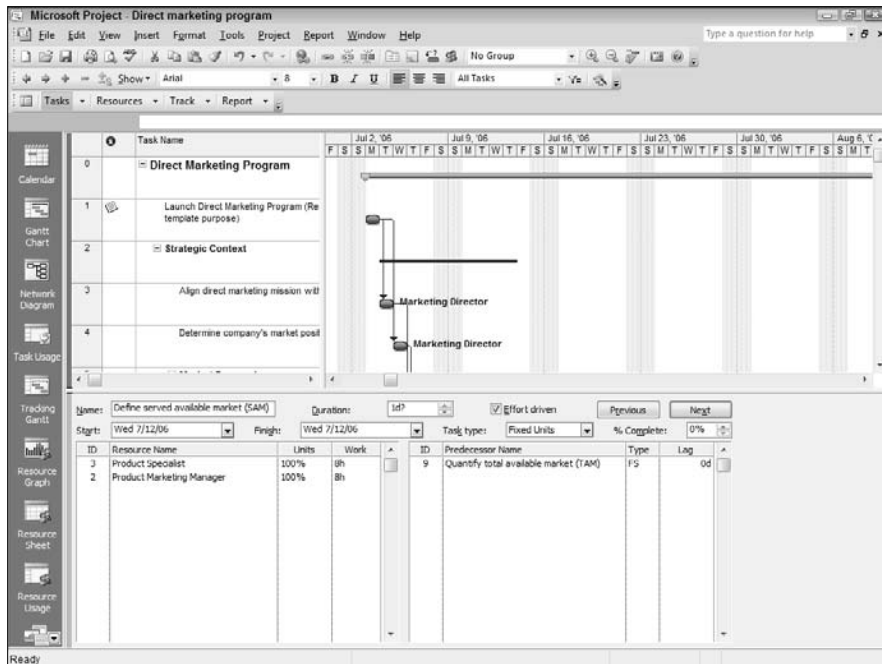 Microsoft Project - Direct marketing program
File Edit View Insert Format Tools Project Report Window Help
Type a question for help
No Group
Show Arial 8 B I U All Tasks
Tasks Resources Track Report
Task Name
Jul 2, '06 Jul 9, '06 Jul 16, '06 Jul 23, '06 Jul 30, '06 Aug 6, '0
F S S M T W T F S S M T W T F S S M T W T F S S M T W T F S S M T W T F S S M T
0 Direct Marketing Program
1 Launch Direct Marketing Program (Re
template purpose)
2 Strategic Context
3 Align direct marketing mission with
Marketing Director
4 Determine company's market posit
Marketing Director
Calendar
Gantt
Chart
Network
Diagram
Task Usage
Tracking
Gantt
Resource
Graph
Resource
Sheet
Resource
Usage
Name: Define served available market (SAM) Duration: 1d? Effort driven Previous Next
Start: Wed 7/12/06 Finish: Wed 7/12/06 Task type: Fixed Units % Complete: 0%
ID Resource Name Units Work ID Predecessor Name Type Lag
3 Product Specialist 100% 8h 9 Quantify total available market (TAM) FS 0d
2 Product Marketing Manager 100% 8h
Ready